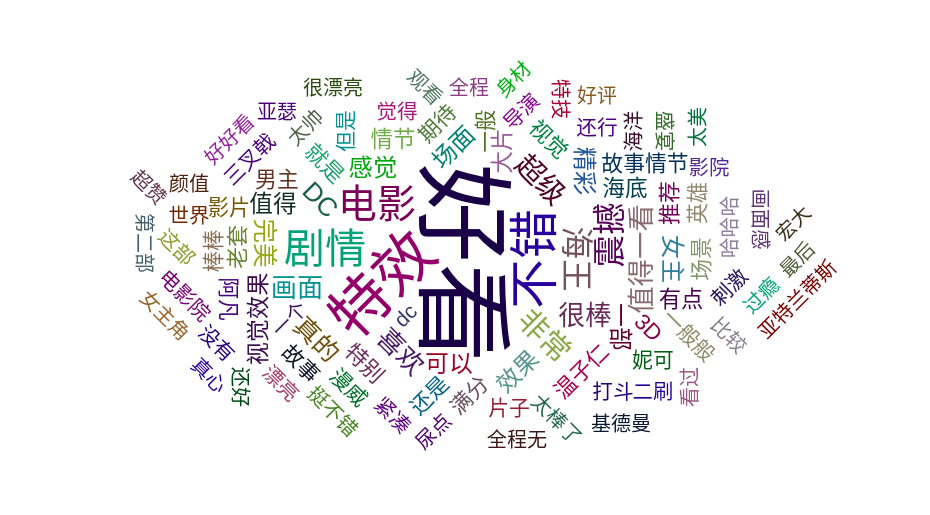 很漂亮
观看
全程
身材
特技
好评
亚瑟
太帅
但是
觉得
情节
期待
一般
导演
视觉
还行
海洋
震撼
太美
好好看
三叉戟
就是
感觉
场面
大片
超级
精彩
故事情节
影院
超赞
颜值
男主
DC
电影
好看
海底
推荐
英雄
哈哈哈
画面感
宏大
世界
影片
值得
第二部
这部
棒棒
老套
完美
剧情
特效
不错
海王
震撼
值得一看
女主
场景
最后
电影院
阿凡
视觉效果
画面
一个
dc
很棒
有点
刺激
过瘾
亚特兰蒂斯
女主角
没有
故事
真的
特别
喜欢
可以
非常
一部
3D
一般般
比较
真心
还好
漂亮
挺不错
漫威
紧凑
还是
尿点
满分
效果
温子仁
妮可
打斗
二刷
看过
片子
太棒了
全程无
基德曼